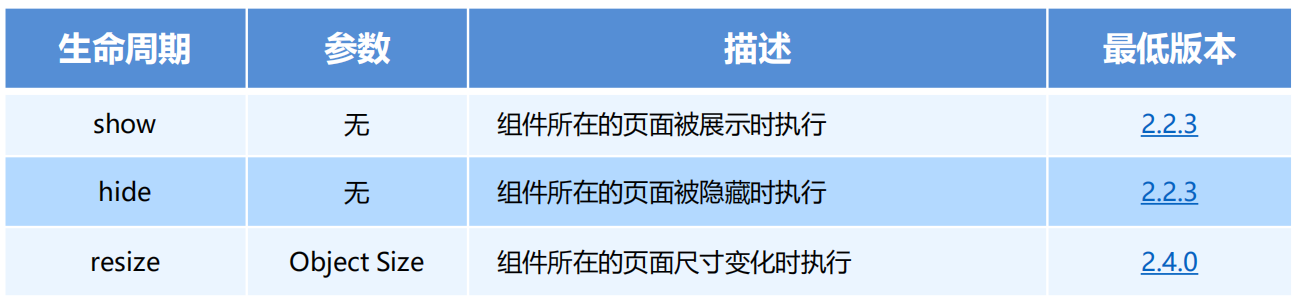 生命周期 参数 描述 最低版本
show 无 组件所在的页面被展示时执行 2.2.3
hide 无 组件所在的页面被隐藏时执行 2.2.3
resize Object Size 组件所在的页面尺寸变化时执行 2.4.0